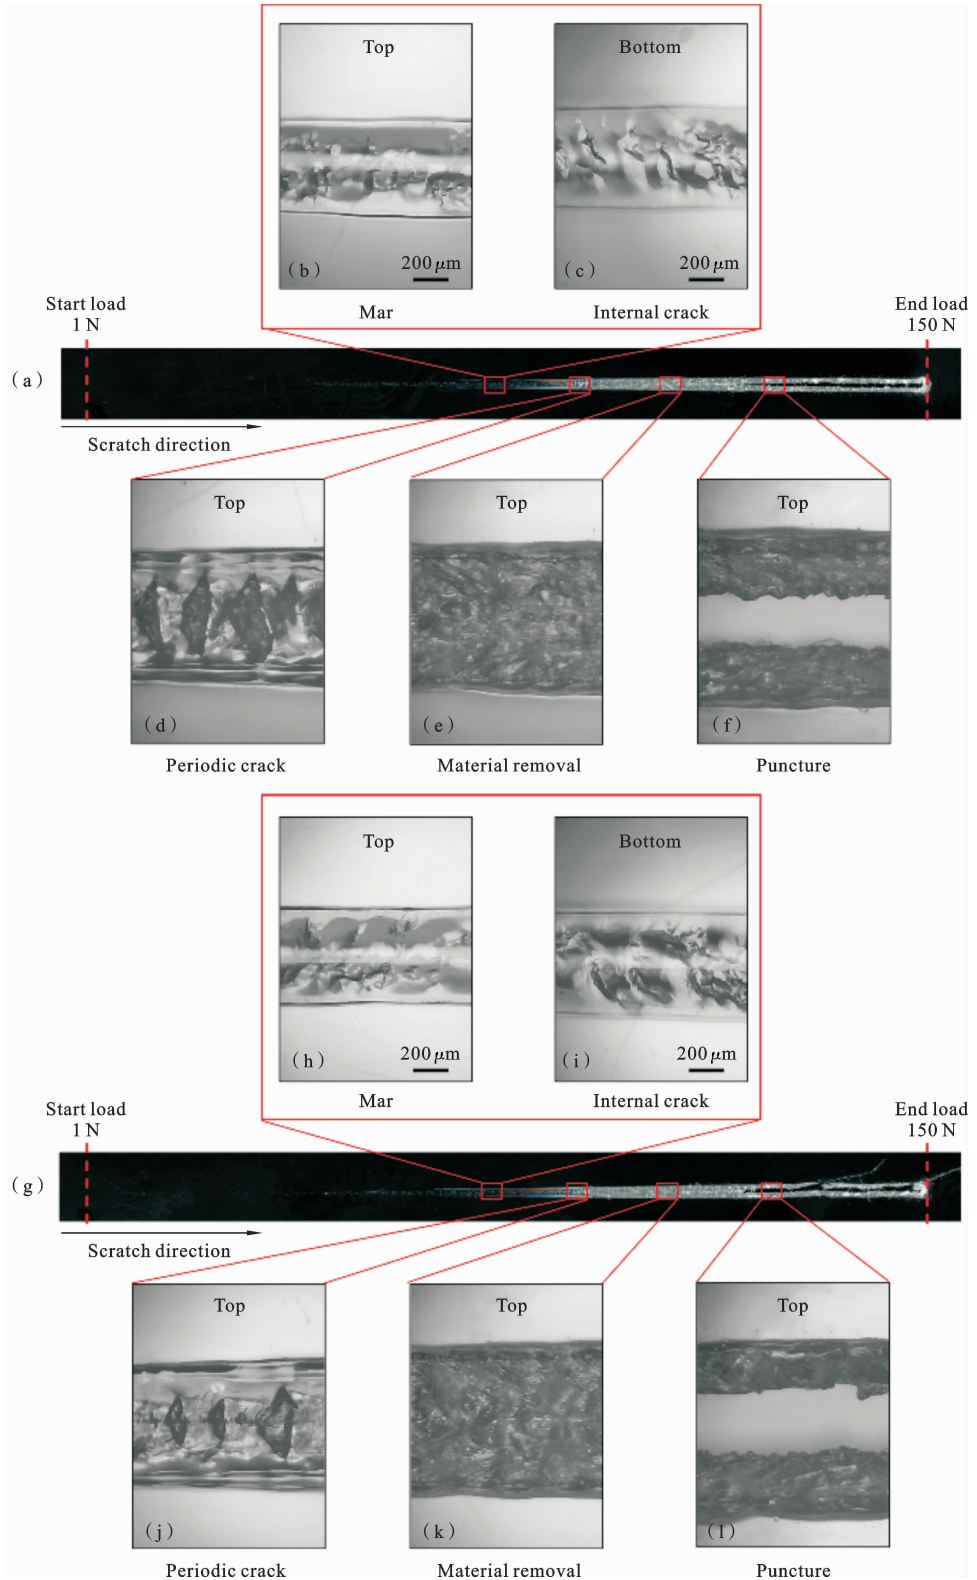 Top
Bottom
( b )
200 μm
( c )
200 μm
Mar
Internal crack
Start load
1 N
End load
150 N
( a )
Scratch direction
Top
Top
Top
( d )
( e )
( f )
Periodic crack
Material removal
Puncture
Top
Bottom
( h )
200 μm
( i )
200 μm
Mar
Internal crack
Start load
1 N
End load
150 N
( g )
Scratch direction
Top
Top
Top
( j )
( k )
( l )
Periodic crack
Material removal
Puncture